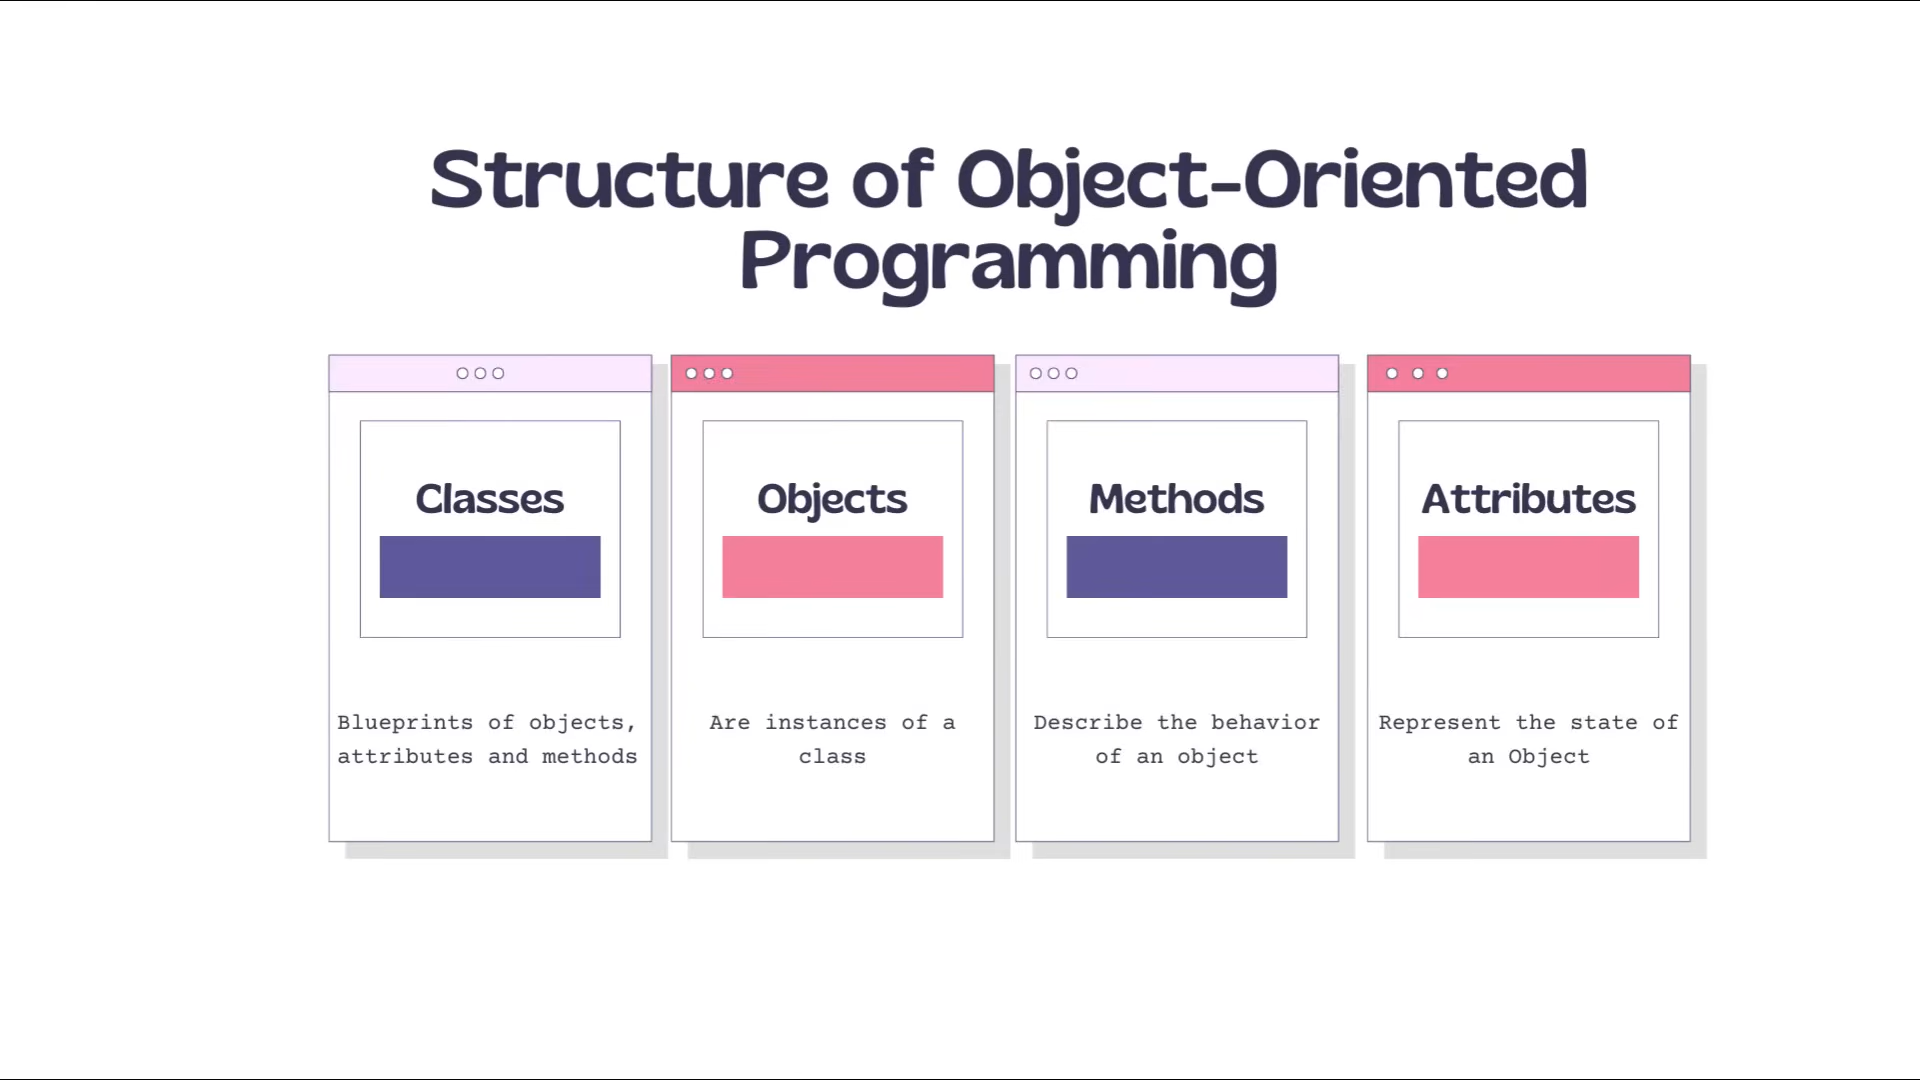 Structure of Object-Oriented
Programming
Classes
Objects
Methods
Attributes
Blueprints of objects,
attributes and methods
Are instances of a
class
Describe the behavior
of an object
Represent the state of
an Object